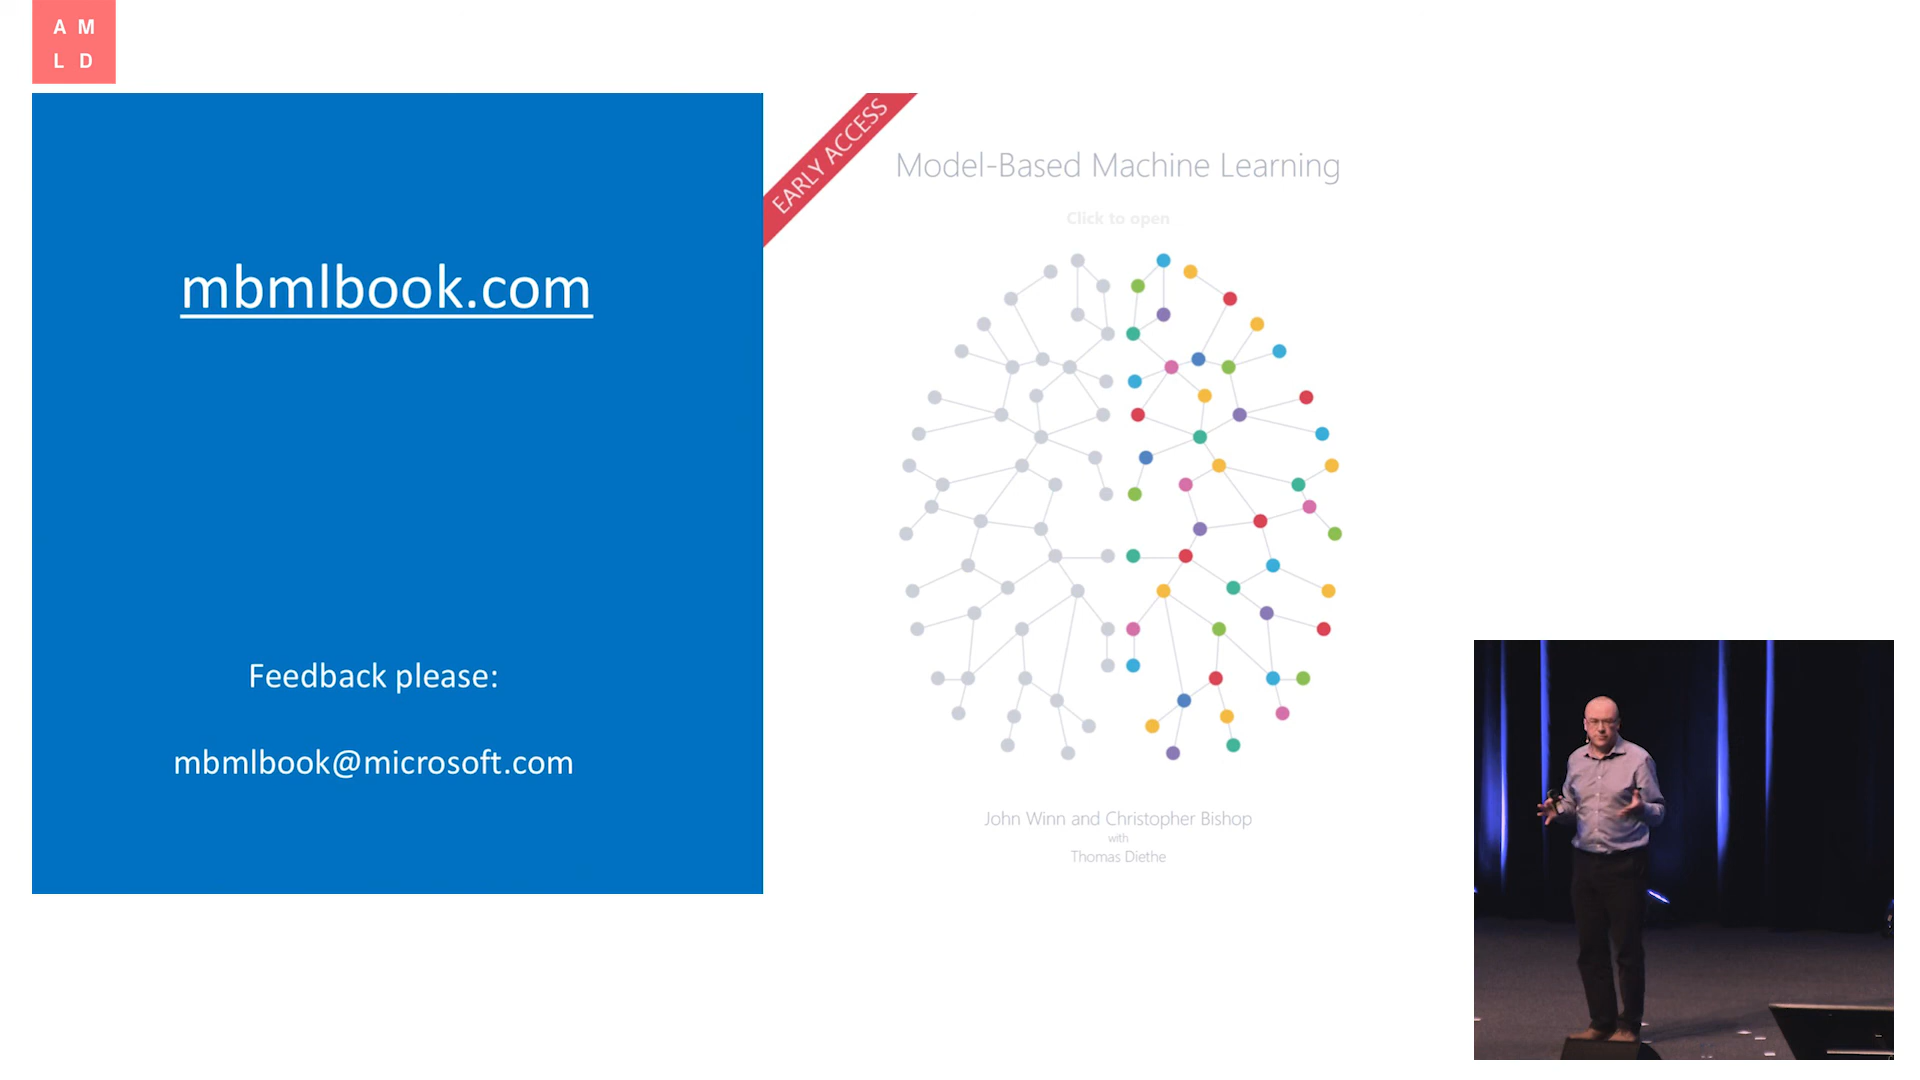 A M
L D
mbmlbook.com
Feedback please:
mbmlbook@microsoft.com
EARLY ACCESS
Model-Based Machine Learning
Click to open
John Winn and Christopher Bishop
with
Thomas Diethe